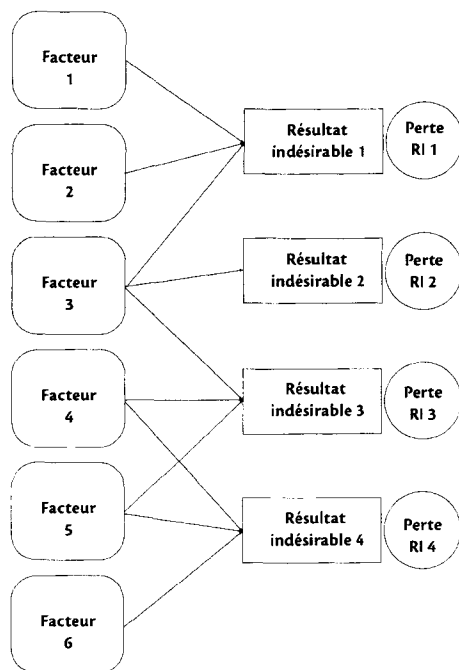 Facteur
1
Facteur
2
Facteur
3
Facteur
4
Facteur
5
Facteur
6
Résultat
indésirable 1
Perte
RI 1
Résultat
indésirable 2
Perte
RI 2
Résultat
indésirable 3
Perte
RI 3
Résultat
indésirable 4
Perte
RI 4